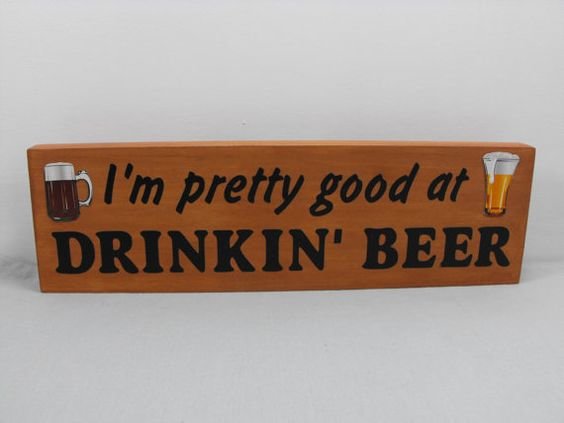 I'm pretty good at
DRINKIN' BEER